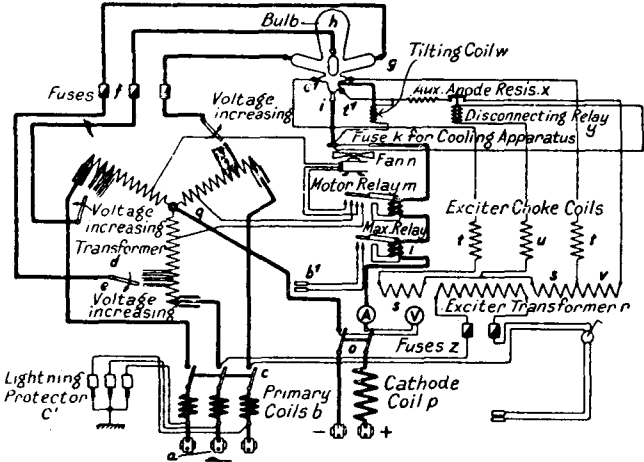 Bulb
h
g
Tilting Coil w
Fuses f
c'
i
t'
Aux. Anode Resis. x
Voltage
increasing
Disconnecting Relay
y
Fuse k for Cooling Apparatus
Fan n
Motor Relay m
Exciter Choke Coils
Voltage
increasing
q
Transformer
d
Max. Relay
l
t
u
t
e
Voltage
increasing
b'
s
s
v
Exciter Transformer r
A
V
o
Fuses z
c
Lightning
Protector
C'
Primary
Coils b
Cathode
Coil p
a
- +